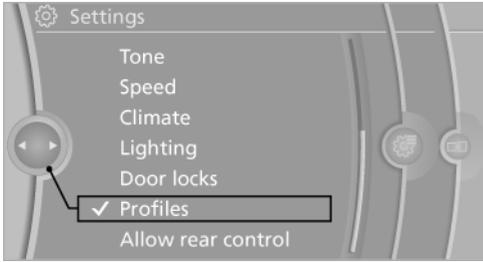 Settings
Tone
Speed
Climate
Lighting
Door locks
Profiles
Allow rear control